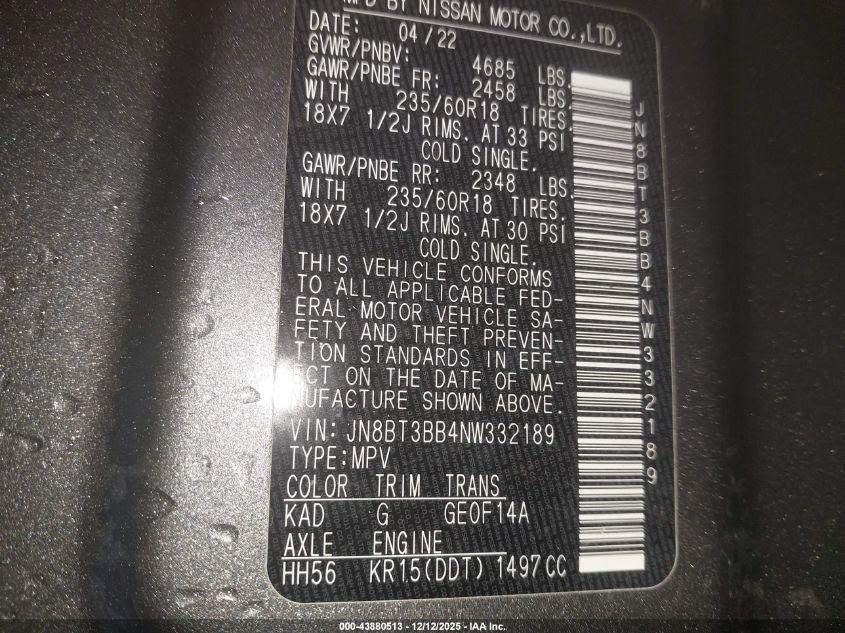 MFD BY NISSAN MOTOR CO.,LTD.
DATE: 04/22
GVWR/PNBV: 4685 LBS.
GAWR/PNBE FR: 2458 LBS.
WITH 235/60R18 TIRES.
18X7 1/2J RIMS. AT 33 PSI
COLD SINGLE.
GAWR/PNBE RR: 2348 LBS.
WITH 235/60R18 TIRES.
18X7 1/2J RIMS. AT 30 PSI
COLD SINGLE.
THIS VEHICLE CONFORMS
TO ALL APPLICABLE FED-
ERAL MOTOR VEHICLE SA-
FETY AND THEFT PREVEN-
TION STANDARDS IN EFF-
ECT ON THE DATE OF MA-
NUFACTURE SHOWN ABOVE.
VIN: JN8BT3BB4NW332189
TYPE:MPV
COLOR TRIM TRANS
KAD G GE0F14A
AXLE ENGINE
HH56 KR15(DDT) 1497CC
JN8BT3BB4NW332189
000-43880513 - 12/12/2025 - IAA Inc.